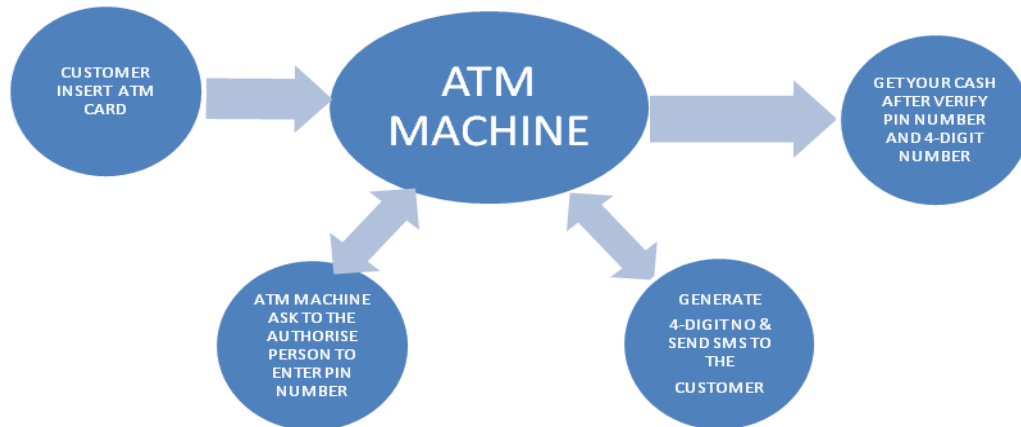 CUSTOMER
INSERT ATM
CARD
ATM
MACHINE
GET YOUR CASH
AFTER VERIFY
PIN NUMBER
AND 4-DIGIT
NUMBER
ATM MACHINE
ASK TO THE
AUTHORISE
PERSON TO
ENTER PIN
NUMBER
GENERATE
4-DIGIT NO &
SEND SMS TO
THE
CUSTOMER